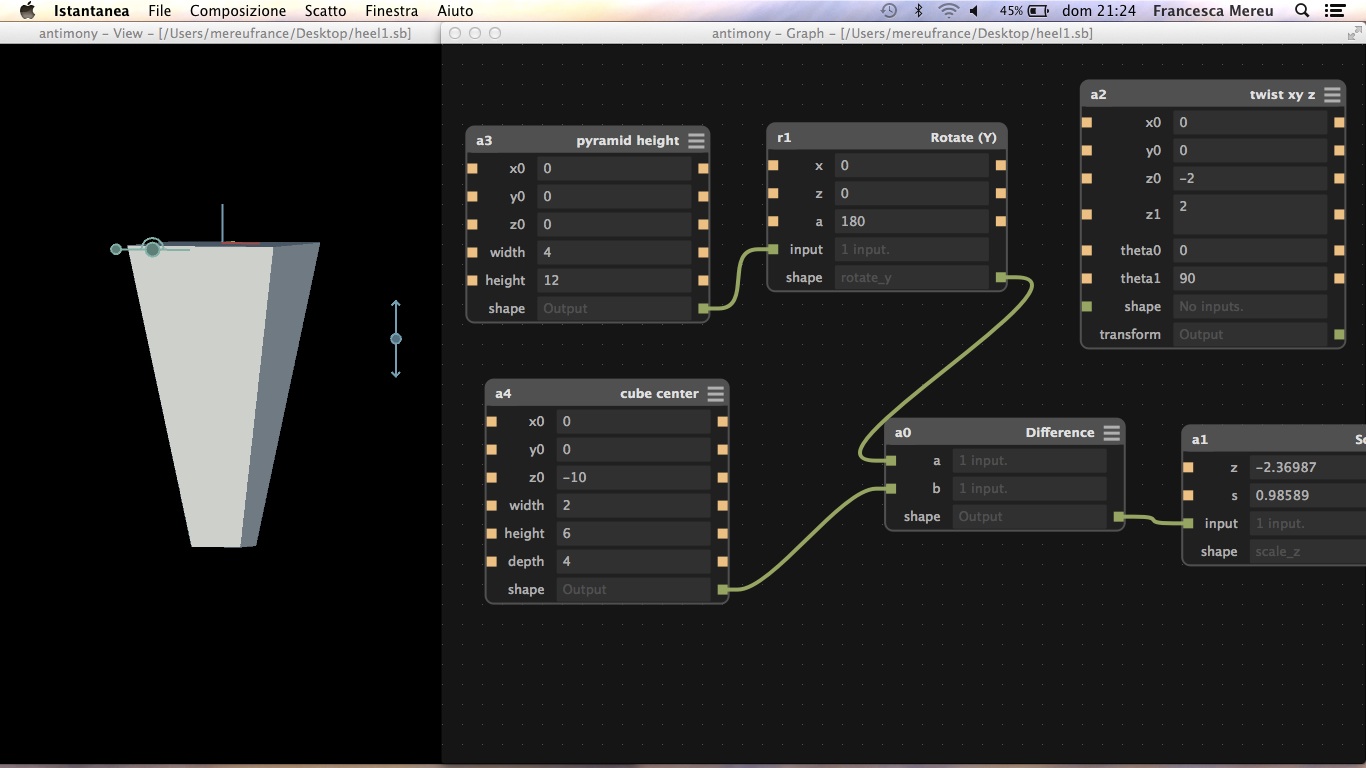 Istantanea File Composizione Scatto Finestra Aiuto 45% dom 21:24 Francesca Mereu
antimony - View - [/Users/mereufrance/Desktop/heel1.sb]
antimony - Graph - [/Users/mereufrance/Desktop/heel1.sb]
a3 pyramid height
x0 0
y0 0
z0 0
width 4
height 12
shape Output
r1 Rotate (Y)
x 0
z 0
a 180
input 1 input.
shape rotate_y
a2 twist xy z
x0 0
y0 0
z0 -2
z1 2
theta0 0
theta1 90
shape No inputs.
transform Output
a4 cube center
x0 0
y0 0
z0 -10
width 2
height 6
depth 4
shape Output
a0 Difference
a 1 input.
b 1 input.
shape Output
a1 Sc
z -2.36987
s 0.98589
input 1 input.
shape scale_z